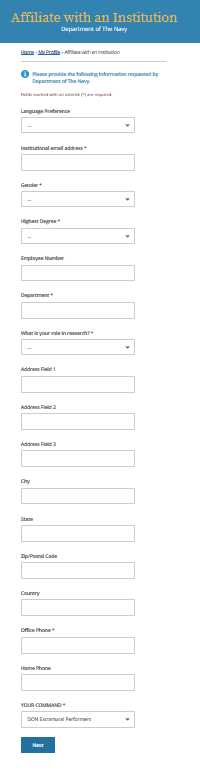 Affiliate with an Institution
Department of The Navy
Home › My Profile › Affiliate with an Institution
Please provide the following information requested by
Department of The Navy.
Fields marked with an asterisk (*) are required.
Language Preference
--
Institutional email address *
Gender *
--
Highest Degree *
--
Employee Number
Department *
What is your role in research? *
--
Address Field 1
Address Field 2
Address Field 3
City
State
Zip/Postal Code
Country
Office Phone *
Home Phone
YOUR COMMAND *
DON Extramural Performers
Next